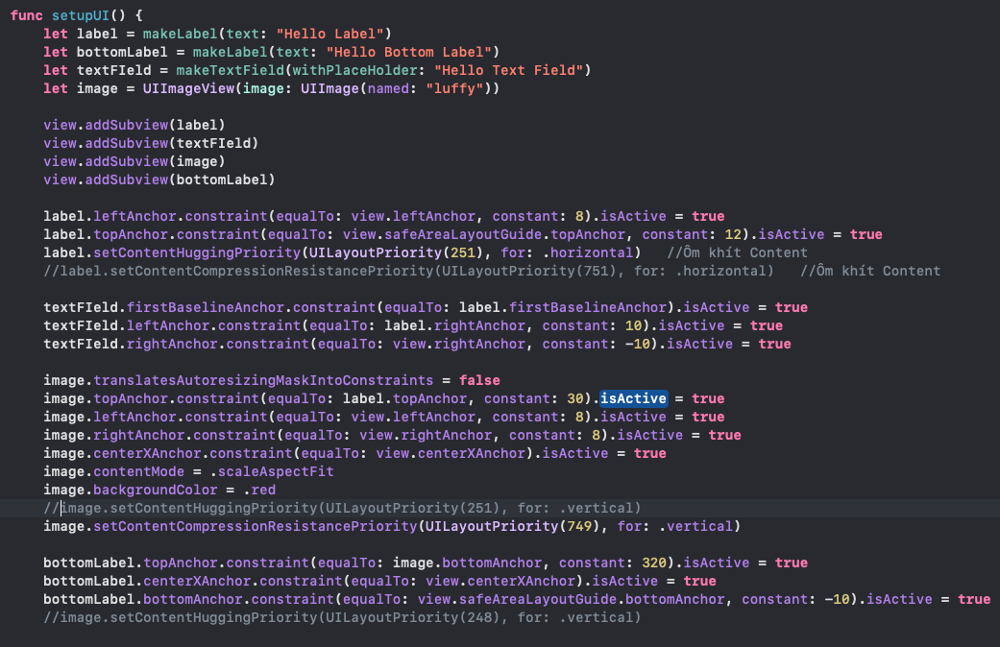 func setupUI() {
let label = makeLabel(text: "Hello Label")
let bottomLabel = makeLabel(text: "Hello Bottom Label")
let textFIeld = makeTextField(withPlaceHolder: "Hello Text Field")
let image = UIImageView(image: UIImage(named: "luffy"))
view.addSubview(label)
view.addSubview(textFIeld)
view.addSubview(image)
view.addSubview(bottomLabel)
label.leftAnchor.constraint(equalTo: view.leftAnchor, constant: 8).isActive = true
label.topAnchor.constraint(equalTo: view.safeAreaLayoutGuide.topAnchor, constant: 12).isActive = true
label.setContentHuggingPriority(UILayoutPriority(251), for: .horizontal)   //Ôm khít Content
//label.setContentCompressionResistancePriority(UILayoutPriority(751), for: .horizontal)   //Ôm khít Content
textFIeld.firstBaselineAnchor.constraint(equalTo: label.firstBaselineAnchor).isActive = true
textFIeld.leftAnchor.constraint(equalTo: label.rightAnchor, constant: 10).isActive = true
textFIeld.rightAnchor.constraint(equalTo: view.rightAnchor, constant: -10).isActive = true
image.translatesAutoresizingMaskIntoConstraints = false
image.topAnchor.constraint(equalTo: label.topAnchor, constant: 30).isActive = true
image.leftAnchor.constraint(equalTo: view.leftAnchor, constant: 8).isActive = true
image.rightAnchor.constraint(equalTo: view.rightAnchor, constant: 8).isActive = true
image.centerXAnchor.constraint(equalTo: view.centerXAnchor).isActive = true
image.contentMode = .scaleAspectFit
image.backgroundColor = .red
//image.setContentHuggingPriority(UILayoutPriority(251), for: .vertical)
image.setContentCompressionResistancePriority(UILayoutPriority(749), for: .vertical)
bottomLabel.topAnchor.constraint(equalTo: image.bottomAnchor, constant: 320).isActive = true
bottomLabel.centerXAnchor.constraint(equalTo: view.centerXAnchor).isActive = true
bottomLabel.bottomAnchor.constraint(equalTo: view.safeAreaLayoutGuide.bottomAnchor, constant: -10).isActive = true
//image.setContentHuggingPriority(UILayoutPriority(248), for: .vertical)